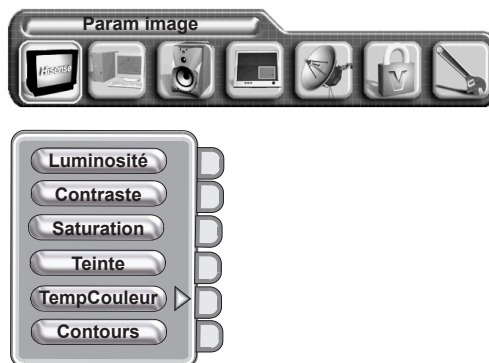 Param image
Hisense
V
Luminosité
Contraste
Saturation
Teinte
TempCouleur
Contours